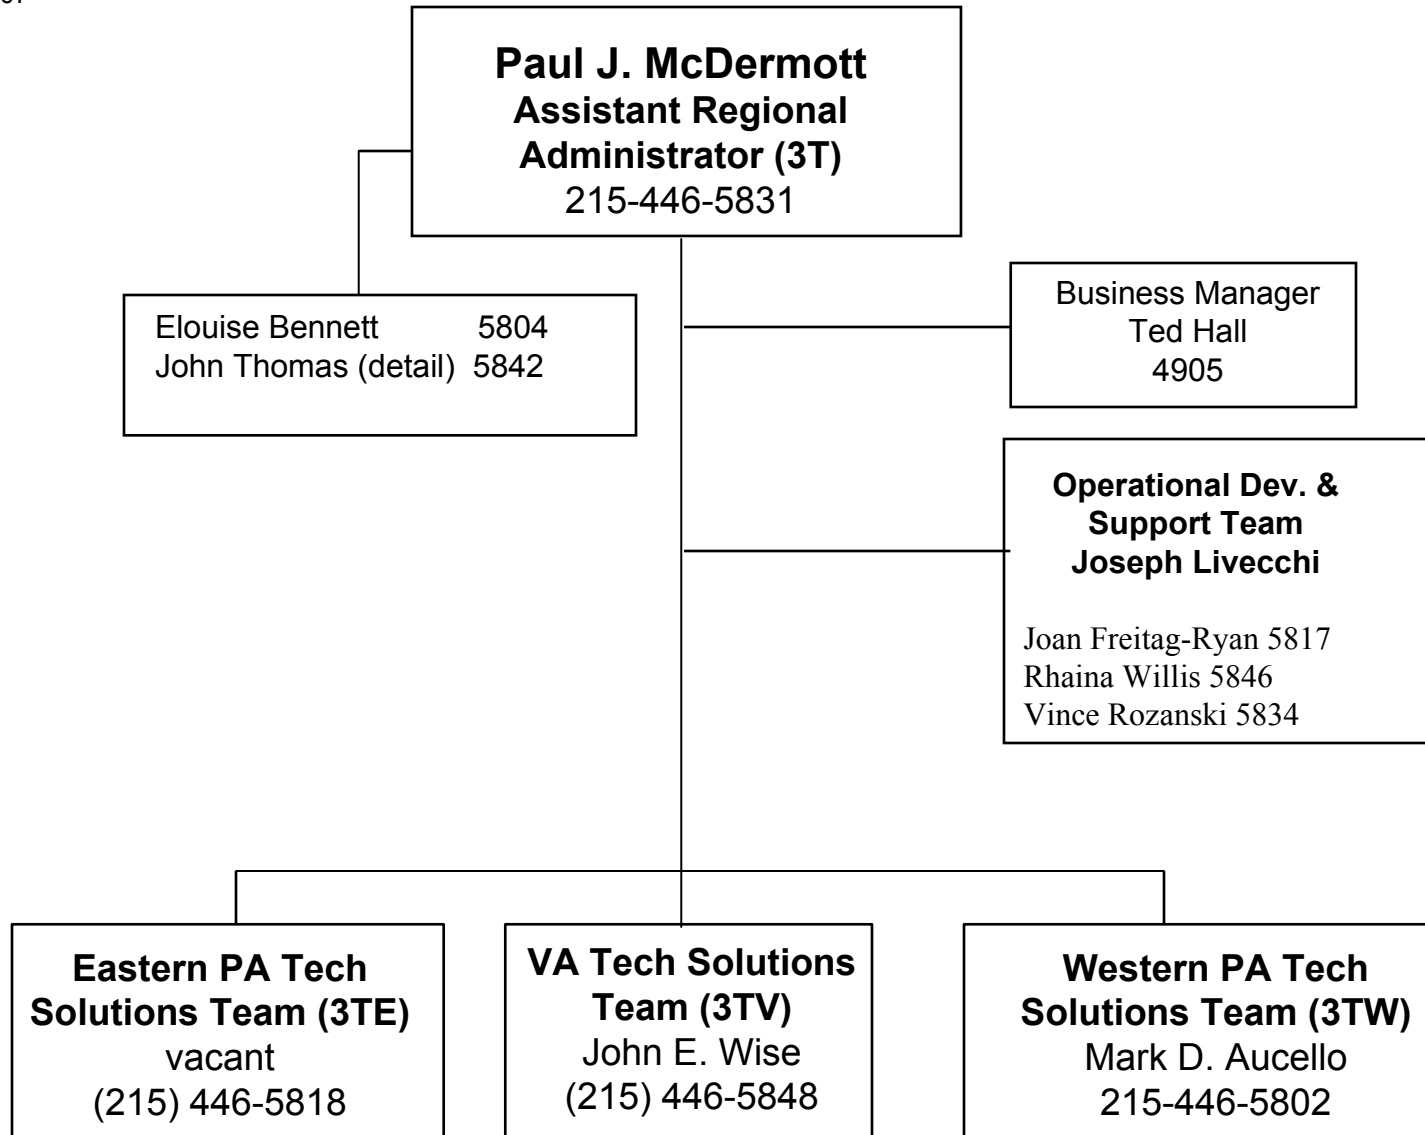 Paul J. McDermott
Assistant Regional
Administrator (3T)
215-446-5831
Elouise Bennett 5804
John Thomas (detail) 5842
Business Manager
Ted Hall
4905
Operational Dev. &
Support Team
Joseph Livecchi
Joan Freitag-Ryan 5817
Rhaina Willis 5846
Vince Rozanski 5834
Eastern PA Tech
Solutions Team (3TE)
vacant
(215) 446-5818
VA Tech Solutions
Team (3TV)
John E. Wise
(215) 446-5848
Western PA Tech
Solutions Team (3TW)
Mark D. Aucello
215-446-5802